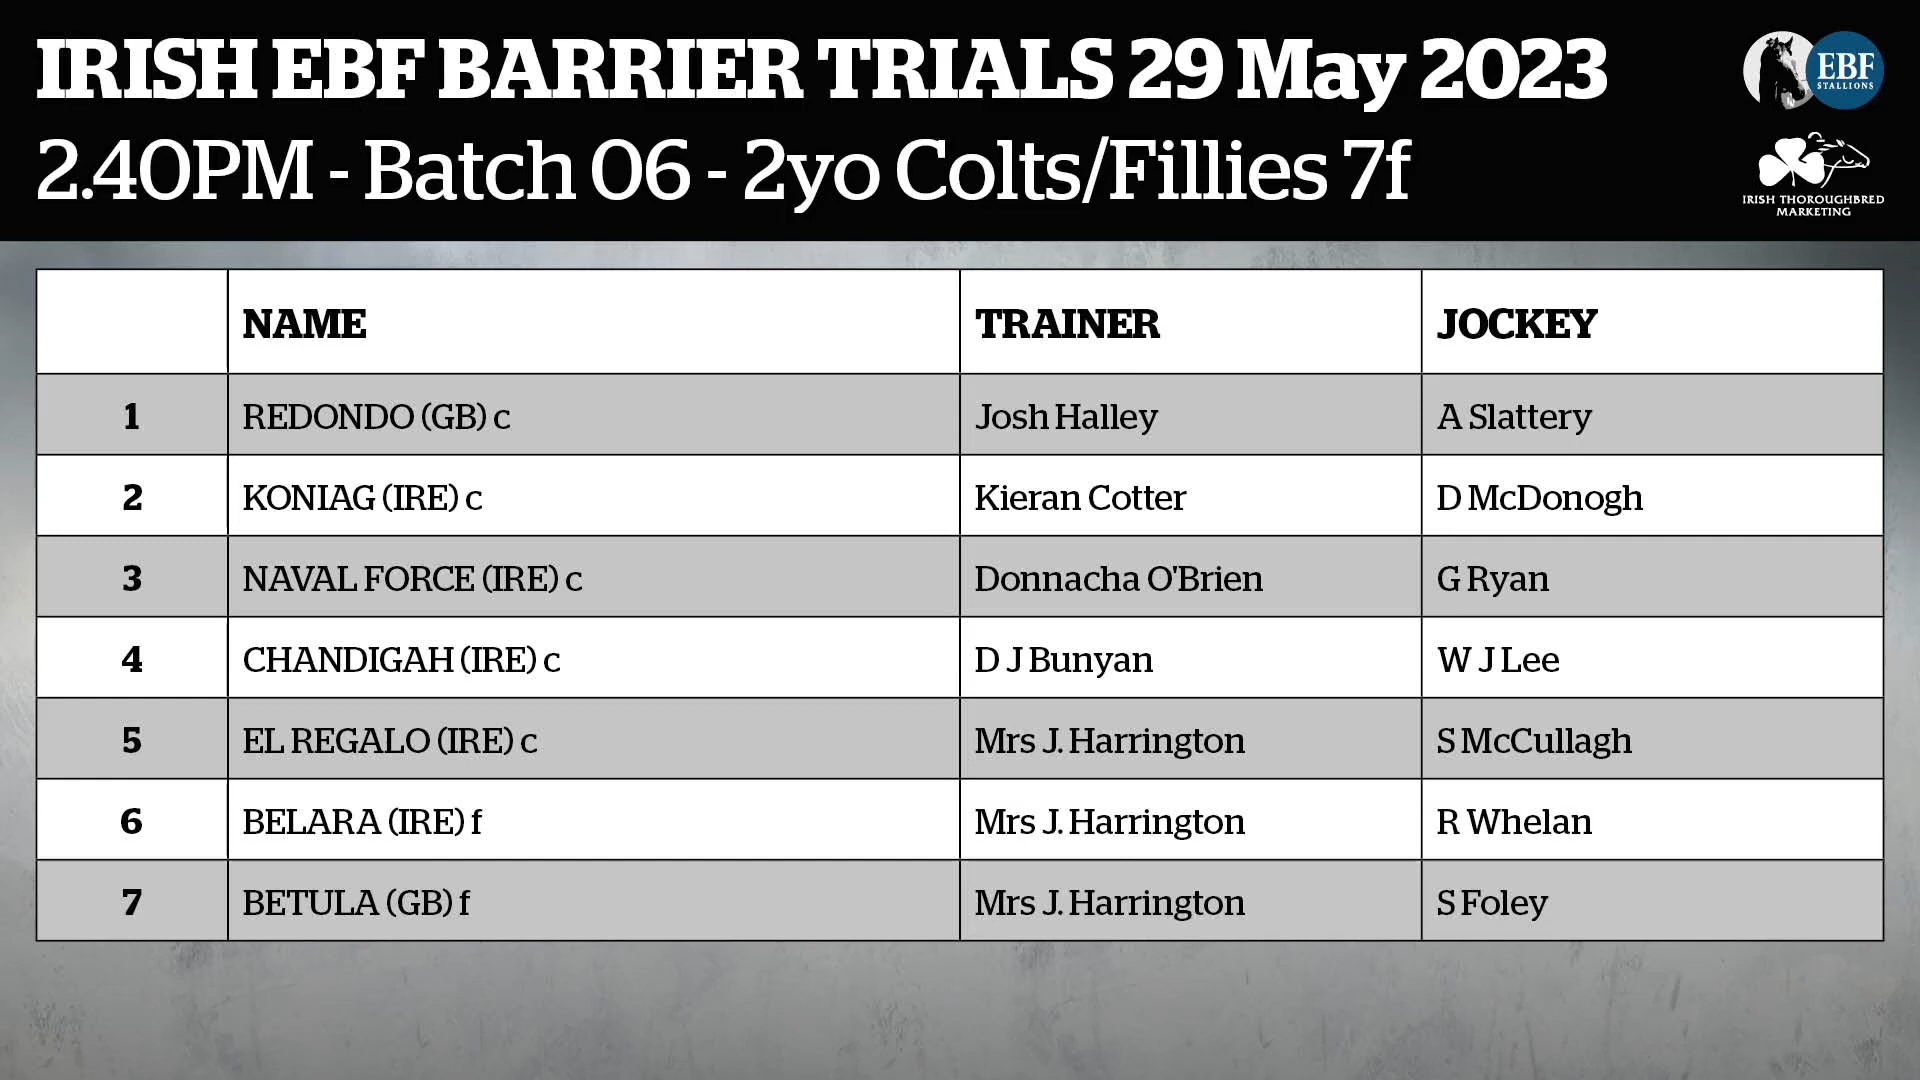 IRISH EBF BARRIER TRIALS 29 May 2023
2.40PM - Batch 06 - 2yo Colts/Fillies 7f
EBF
STALLIONS
IRISH THOROUGHBRED
MARKETING
NAME TRAINER JOCKEY
1 REDONDO (GB) c Josh Halley A Slattery
2 KONIAG (IRE) c Kieran Cotter D McDonogh
3 NAVAL FORCE (IRE) c Donnacha O'Brien G Ryan
4 CHANDIGAH (IRE) c D J Bunyan W J Lee
5 EL REGALO (IRE) c Mrs J. Harrington S McCullagh
6 BELARA (IRE) f Mrs J. Harrington R Whelan
7 BETULA (GB) f Mrs J. Harrington S Foley